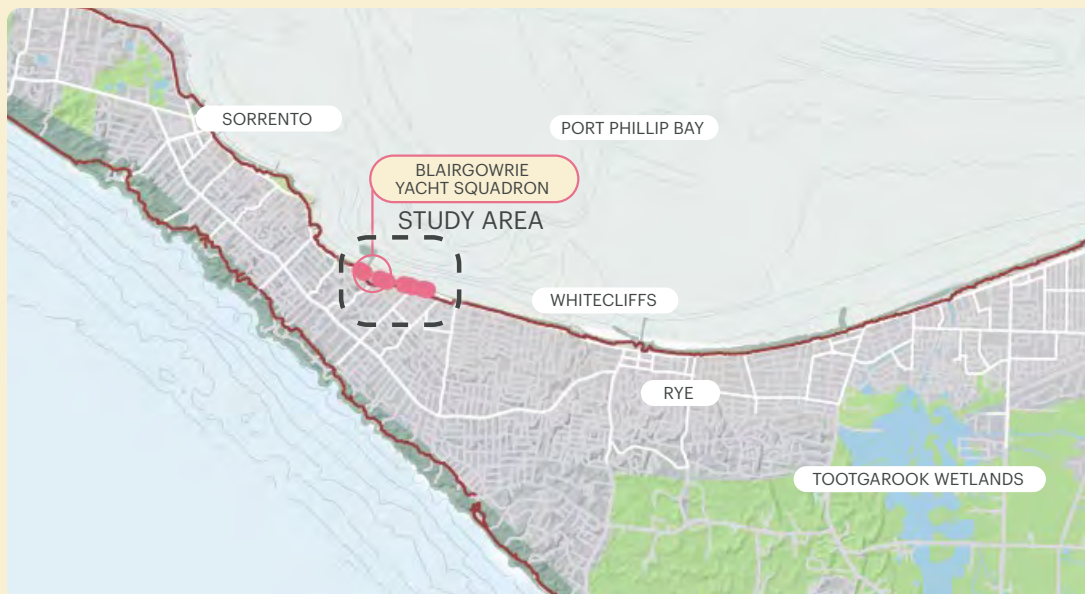 SORRENTO
PORT PHILLIP BAY
BLAIRGOWRIE
YACHT SQUADRON
STUDY AREA
WHITECLIFFS
RYE
TOOTGAROOK WETLANDS